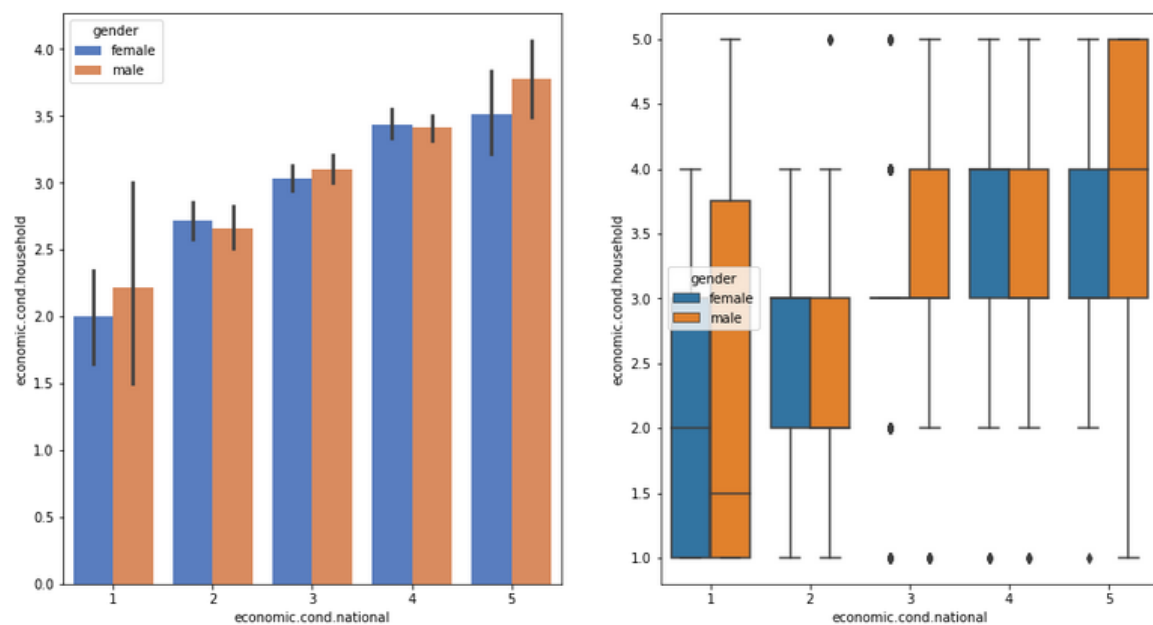 gender
female
male
4.0
3.5
3.0
2.5
2.0
1.5
1.0
0.5
0.0
economic.cond.household
1 2 3 4 5
economic.cond.national
gender
female
male
5.0
4.5
4.0
3.5
3.0
2.5
2.0
1.5
1.0
economic.cond.household
1 2 3 4 5
economic.cond.national